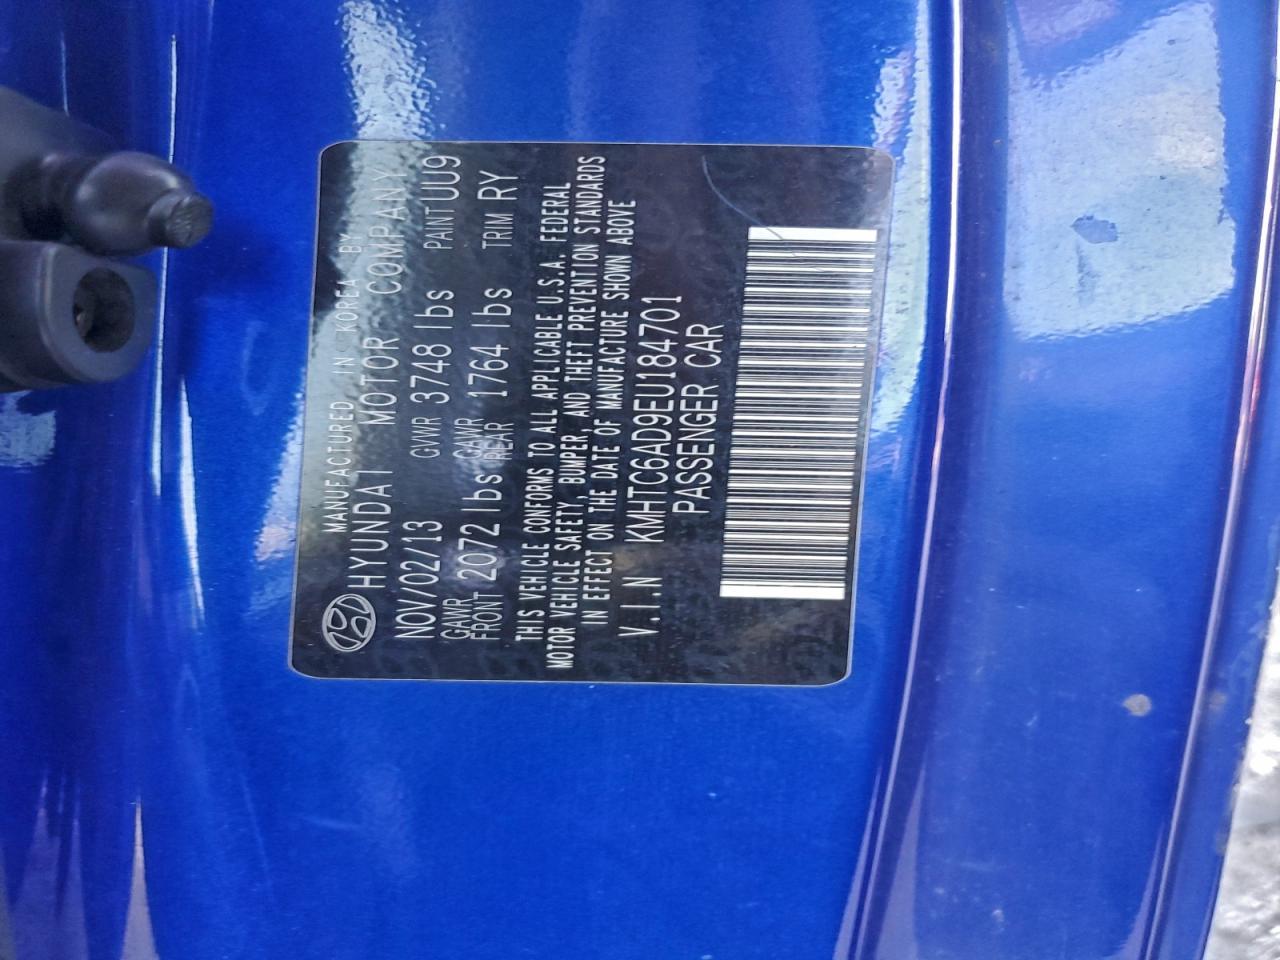 MANUFACTURED IN KOREA BY
HYUNDAI MOTOR COMPANY
NOV/02/13 GVWR 3748 lbs PAINT UU9
GAWR FRONT 2072 lbs GAWR REAR 1764 lbs TRIM RY
THIS VEHICLE CONFORMS TO ALL APPLICABLE U.S.A. FEDERAL
MOTOR VEHICLE SAFETY, BUMPER, AND THEFT PREVENTION STANDARDS
IN EFFECT ON THE DATE OF MANUFACTURE SHOWN ABOVE
V.I.N KMHTC6AD9EU184701
PASSENGER CAR